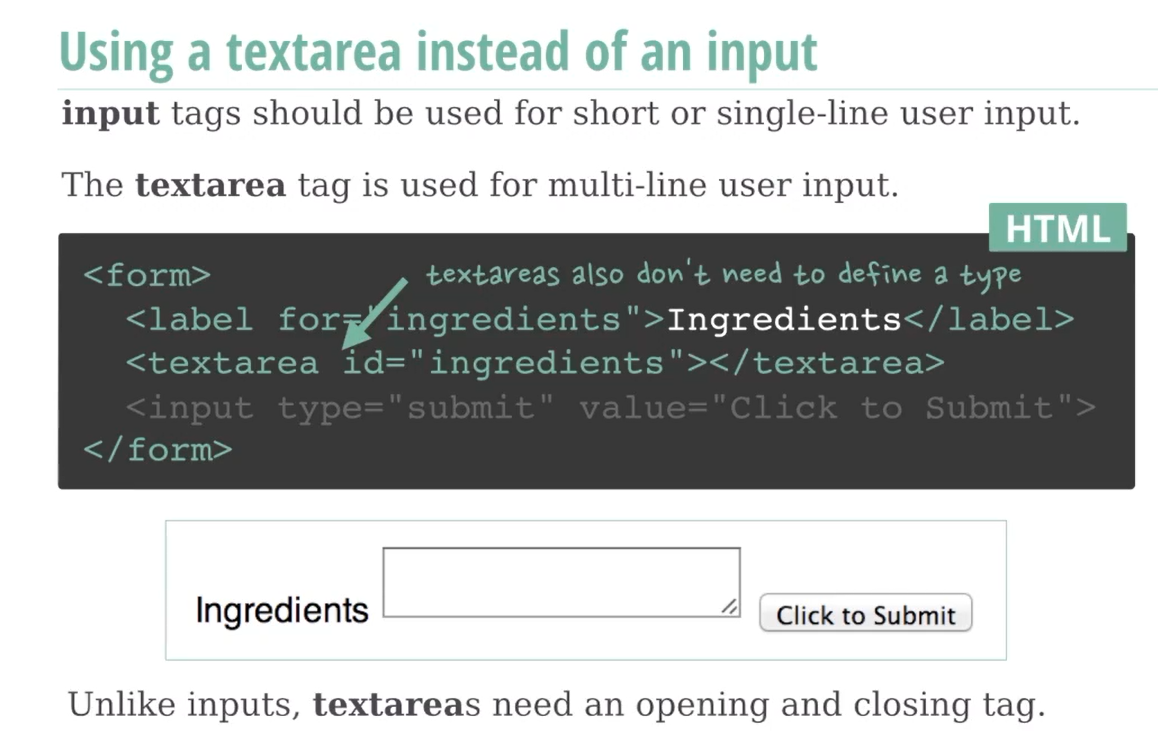 Using a textarea instead of an input
input tags should be used for short or single-line user input.
The textarea tag is used for multi-line user input.
HTML
<form>
textareas also don't need to define a type
<label for="ingredients">Ingredients</label>
<textarea id="ingredients"></textarea>
<input type="submit" value="Click to Submit">
</form>
Ingredients
Click to Submit
Unlike inputs, textareas need an opening and closing tag.